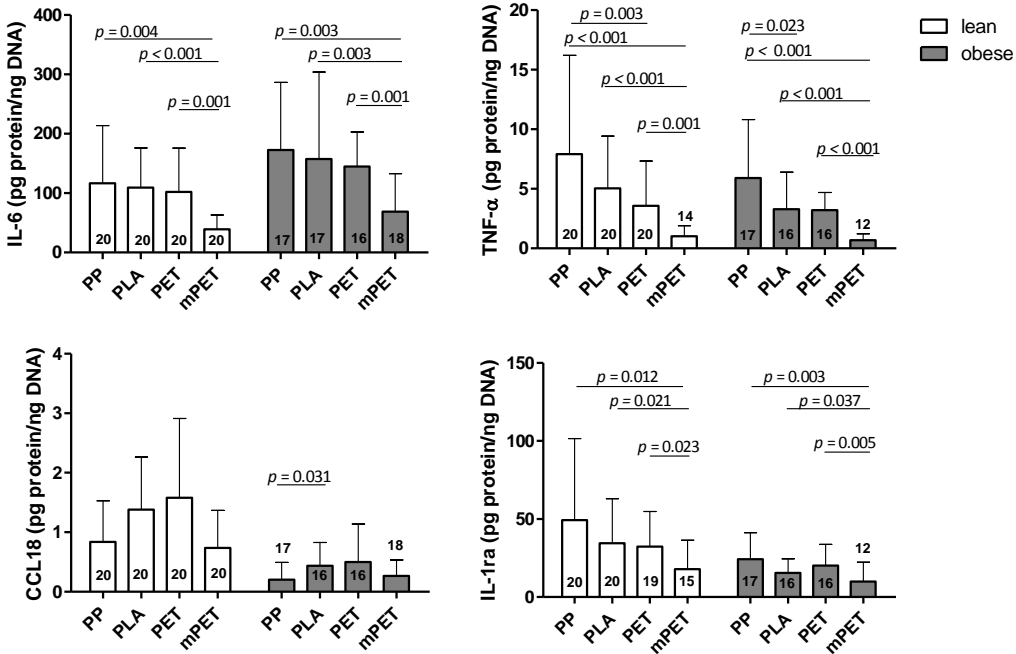 IL-6 (pg protein/ng DNA)
400
300
200
100
0
p = 0.004
p < 0.001
p = 0.001
p = 0.003
p = 0.003
p = 0.001
20 20 20 20 17 17 16 18
PP PLA PET mPET PP PLA PET mPET
TNF-α (pg protein/ng DNA)
20
15
10
5
0
p = 0.003
p < 0.001
p < 0.001
p = 0.001
p = 0.023
p < 0.001
p < 0.001
p < 0.001
20 20 20 14 17 16 16 12
PP PLA PET mPET PP PLA PET mPET
lean
obese
CCL18 (pg protein/ng DNA)
4
3
2
1
0
p = 0.031
20 20 20 20 17 16 16 18
PP PLA PET mPET PP PLA PET mPET
IL-1ra (pg protein/ng DNA)
150
100
50
0
p = 0.012
p = 0.021
p = 0.023
p = 0.003
p = 0.037
p = 0.005
20 20 19 15 17 16 16 12
PP PLA PET mPET PP PLA PET mPET